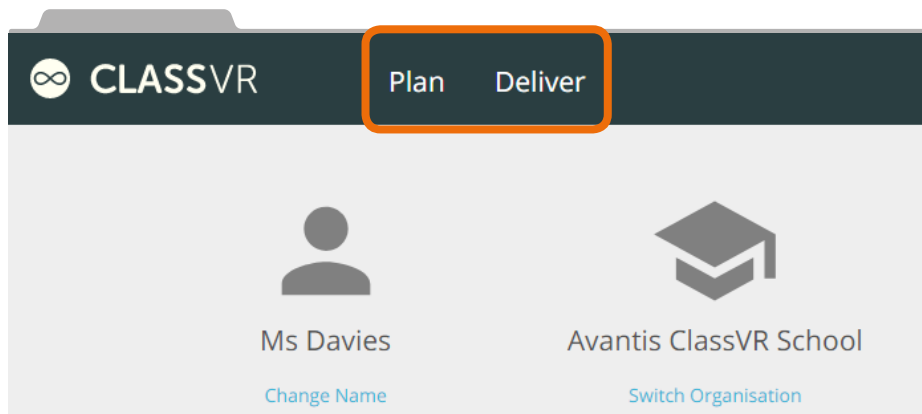 CLASSVR Plan Deliver
Ms Davies Avantis ClassVR School
Change Name Switch Organisation